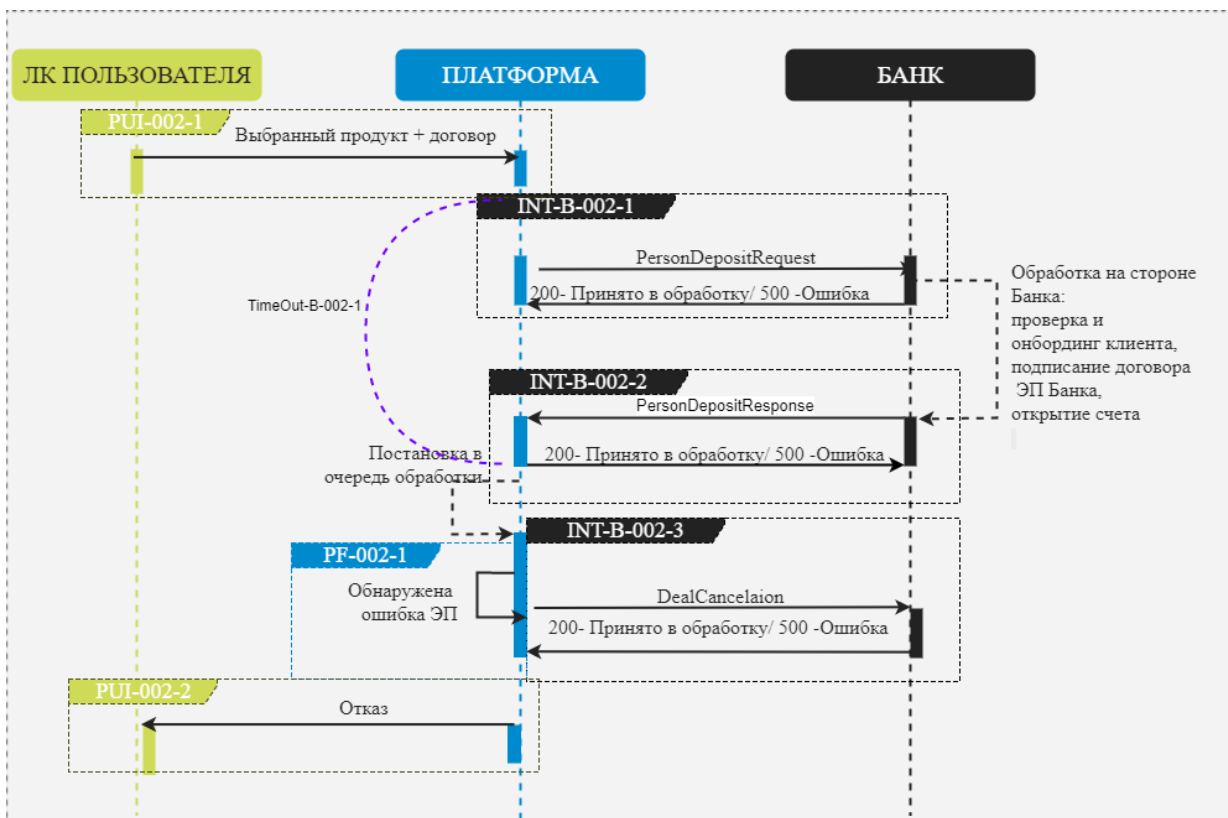 ЛК ПОЛЬЗОВАТЕЛЯ
ПЛАТФОРМА
БАНК
PUI-002-1
Выбранный продукт + договор
INT-B-002-1
PersonDepositRequest
200- Принято в обработку/ 500 -Ошибка
TimeOut-B-002-1
Обработка на стороне
Банка:
проверка и
онбординг клиента,
подписание договора
ЭП Банка,
открытие счета
INT-B-002-2
PersonDepositResponse
200- Принято в обработку/ 500 -Ошибка
Постановка в
очередь обработки
INT-B-002-3
PF-002-1
Обнаружена
ошибка ЭП
DealCancelaion
200- Принято в обработку/ 500 -Ошибка
PUI-002-2
Отказ